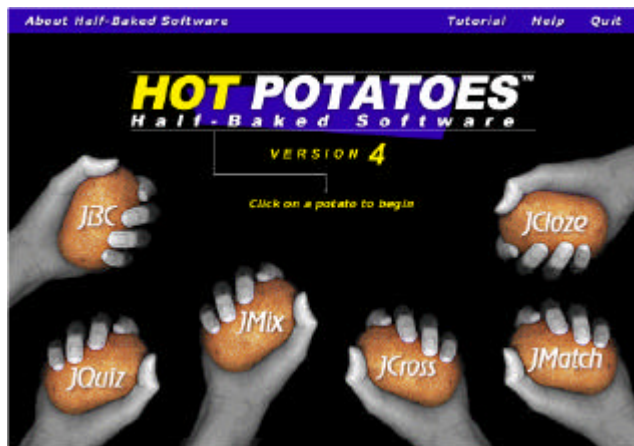 About Half-Baked Software Tutorial Help Quit
HOT POTATOES™
Half-Baked Software
VERSION 4
Click on a potato to begin
JBC
JCloze
JMix
JQuiz
JCross
JMatch